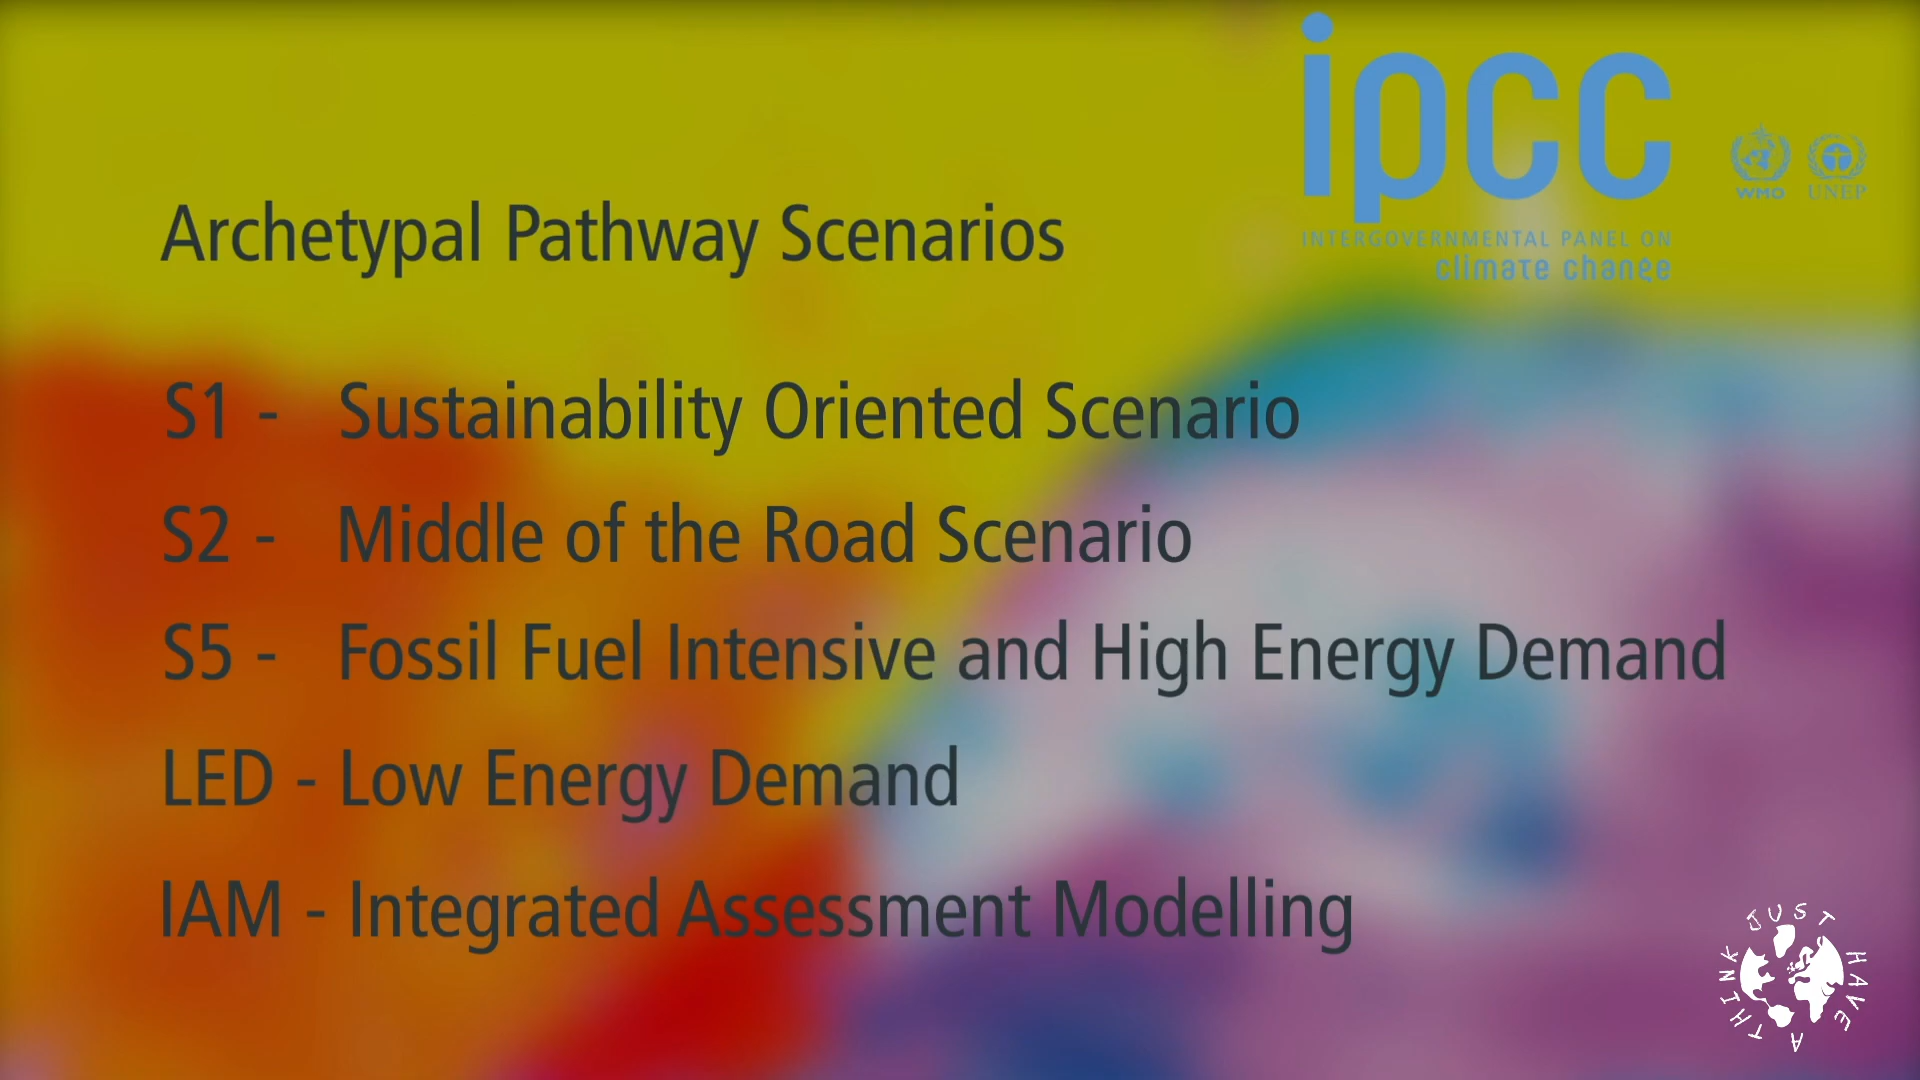 ipcc
INTERGOVERNMENTAL PANEL ON
climate change
WMO UNEP
Archetypal Pathway Scenarios
S1 - Sustainability Oriented Scenario
S2 - Middle of the Road Scenario
S5 - Fossil Fuel Intensive and High Energy Demand
LED - Low Energy Demand
IAM - Integrated Assessment Modelling
JUST HAVE A THINK